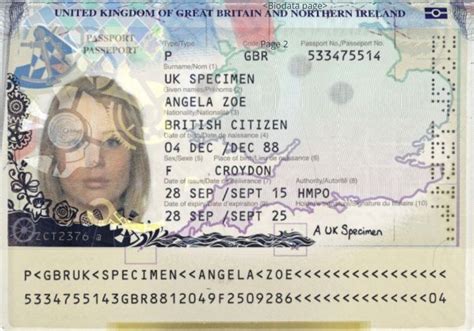 <Biodata page>
UNITED KINGDOM OF GREAT BRITAIN AND NORTHERN IRELAND
Page 2
PASSPORT
PASSEPORT
Type/Type Code/Code Passport No./Passeport No.
P GBR 533475514
Surname/Nom (1)
UK SPECIMEN
Given names/Prénoms (2)
ANGELA ZOE
Nationality/Nationalité (3)
BRITISH CITIZEN
Date of birth/Date de naissance (4)
04 DEC /DEC 88
Sex/Sexe (5) Place of birth/Lieu de naissance (6)
F CROYDON
Date of issue/Date de délivrance (7) Authority/Autorité (8)
28 SEP /SEPT 15 HMPO
Date of expiry/Date d'expiration (9) Holder's signature/Signature du titulaire (10)
28 SEP /SEPT 25
A UK Specimen
ZCT2376
P<GBRUK<SPECIMEN<<ANGELA<ZOE<<<<<<<<<<<<<<<<
5334755143GBR8812049F2509286<<<<<<<<<<<<<<04